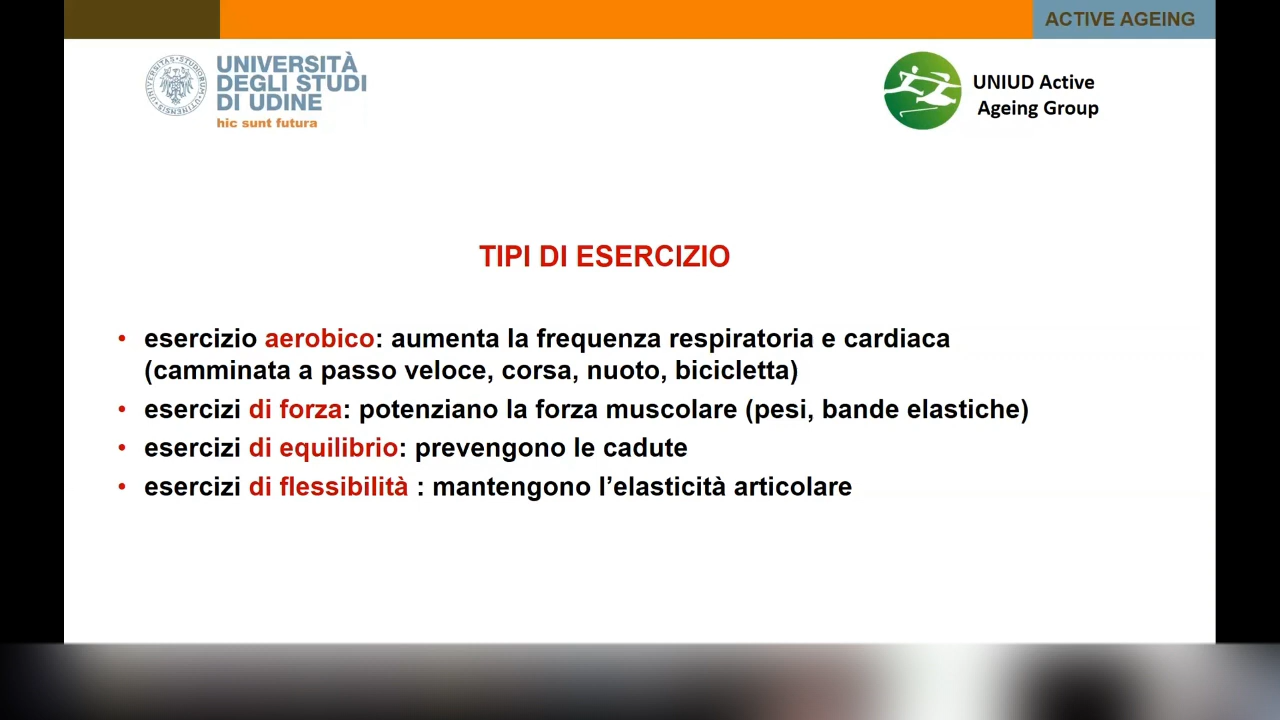 ACTIVE AGEING
UNIVERSITÀ
DEGLI STUDI
DI UDINE
hic sunt futura
UNIUD Active
Ageing Group
TIPI DI ESERCIZIO
• esercizio aerobico: aumenta la frequenza respiratoria e cardiaca
(camminata a passo veloce, corsa, nuoto, bicicletta)
• esercizi di forza: potenziano la forza muscolare (pesi, bande elastiche)
• esercizi di equilibrio: prevengono le cadute
• esercizi di flessibilità : mantengono l’elasticità articolare